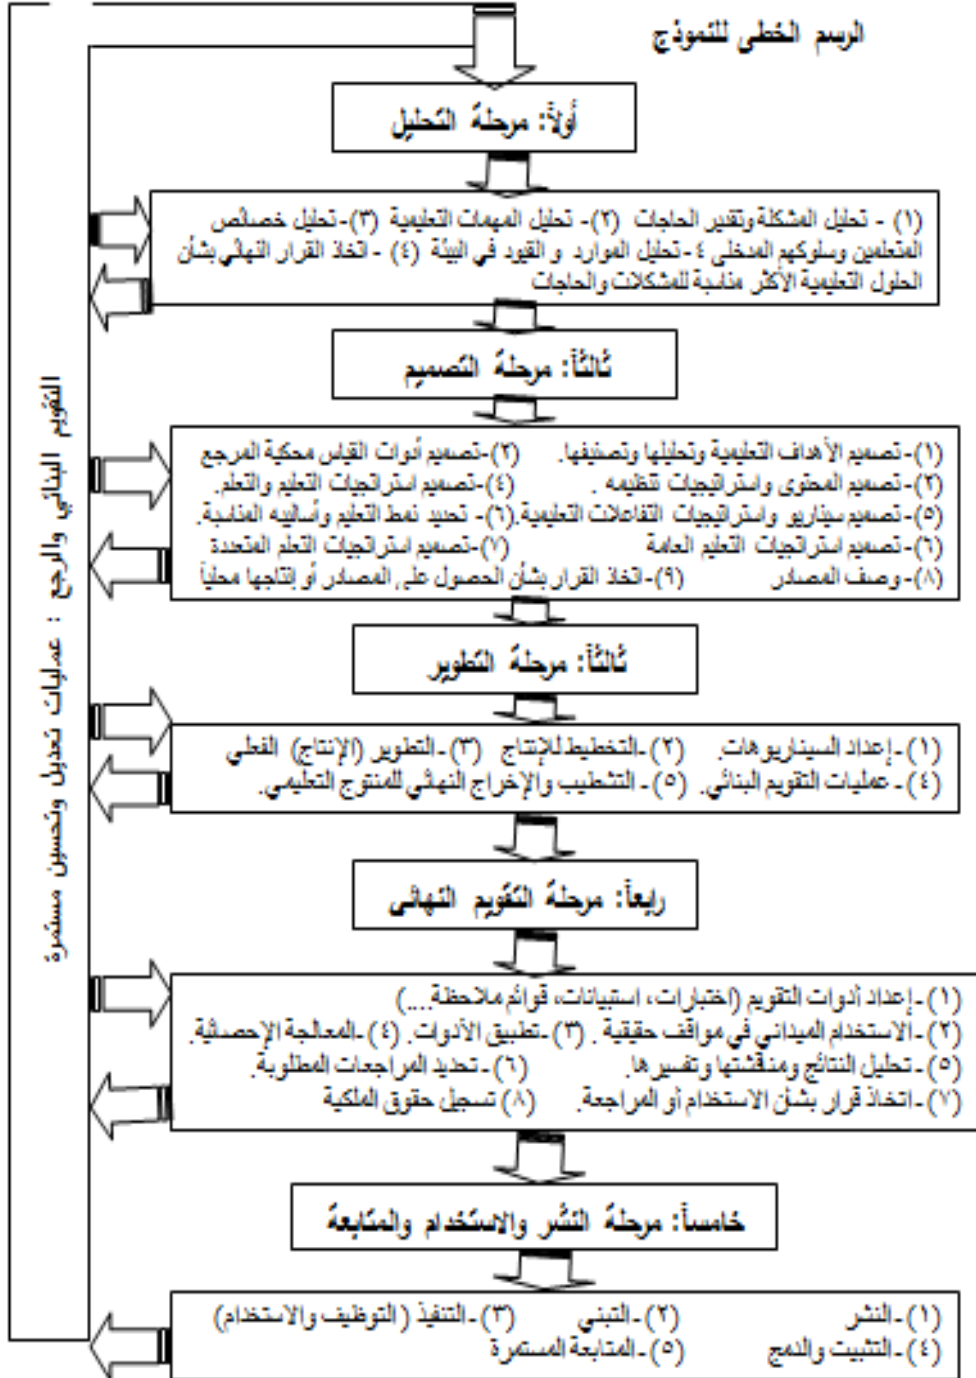 الرسم الخطى للنموذج
أولاً: مرحلة التحليل
(١) - تحليل المشكلة وتقدير الحاجات (٢)- تحليل المهمات التعليمية (٣)- تحليل خصائص
المتعلمين وسلوكهم المدخلى ٤- تحليل الموارد و القيود في البيئة (٤) - اتخاذ القرار النهائي بشأن
الحلول التعليمية الأكثر مناسبة للمشكلات والحاجات
ثالثاً: مرحلة التصميم
(١)- تصميم الأهداف التعليمية وتحليلها وتصنيفها. (٢)-تصميم أدوات القياس محكية المرجع
(٢)- تصميم المحتوى واستراتيجيات تنظيمه . (٤)-تصميم استراتجيات التعليم والتعلم.
(٥)-تصميم سيناريو واستراتيجيات التفاعلات التعليمية.(٦)- تحديد نمط التعليم وأساليبه المناسبة.
(٦)-تصميم استراتجيات التعليم العامة (٧)-تصميم استراتجيات التعلم المتعددة
(٨)- وصف المصادر (٩)- اتخاذ القرار بشأن الحصول على المصادر أو إنتاجها محلياً
ثالثاً: مرحلة التطوير
(١)-إعداد السيناريوهات. (٢)- التخطيط للإنتاج (٣)- التطوير (الإنتاج) الفعلي
(٤)-عمليات التقويم البنائي. (٥)- التشطيب والإخراج النهائي للمنتوج التعليمي.
رابعاً: مرحلة التقويم النهائى
(١)-إعداد أدوات التقويم (اختبارات، استبيانات، قوائم ملاحظة....)
(٢)- الاستخدام الميداني في مواقف حقيقية . (٣)- تطبيق الأدوات. (٤)-المعالجة الإحصائية.
(٥)- تحليل النتائج ومناقشتها وتفسيرها. (٦)-تحديد المراجعات المطلوبة.
(٧)-اتخاذ قرار بشأن الاستخدام أو المراجعة. (٨) تسجيل حقوق الملكية
خامساً: مرحلة النشر والاستخدام والمتابعة
(١)-النشر (٢)- التبني (٣)-التنفيذ (التوظيف والاستخدام)
(٤)-التثبيت والدمج (٥)-المتابعة المستمرة
التقويم البنائي والرجع : عمليات تعديل وتحسين مستمرة